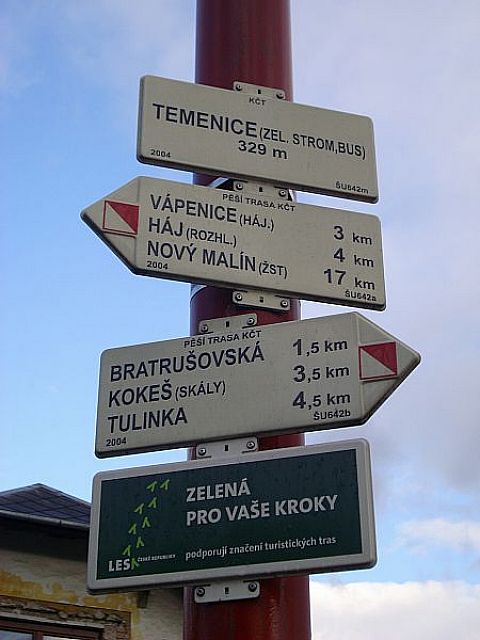 KČT
TEMENICE (ZEL. STROM,BUS)
329 m
2004 ŠU642m
PĚŠÍ TRASA KČT
VÁPENICE (HÁJ.) 3 km
HÁJ (ROZHL.) 4 km
NOVÝ MALÍN (ŽST) 17 km
2004 ŠU642a
PĚŠÍ TRASA KČT
BRATRUŠOVSKÁ 1,5 km
KOKEŠ (SKÁLY) 3,5 km
TULINKA 4,5 km
2004 ŠU642b
ZELENÁ
PRO VAŠE KROKY
LESY ČESKÉ REPUBLIKY podporují značení turistických tras